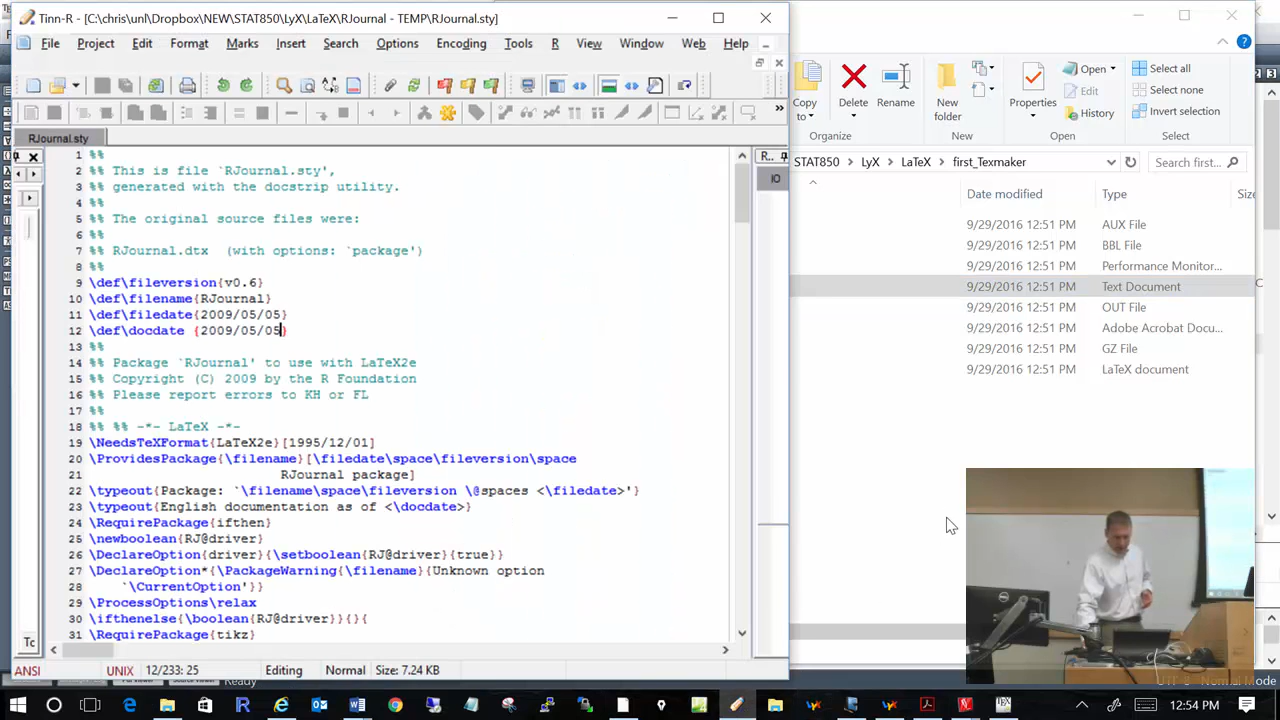 Tinn-R - [C:\chris\unl\Dropbox\NEW\STAT850\LyX\LaTeX\RJournal - TEMP\RJournal.sty]
File Project Edit Format Marks Insert Search Options Encoding Tools R View Window Web Help
RJournal.sty
R...
IO
1 %%
2 %% This is file `RJournal.sty',
3 %% generated with the docstrip utility.
4 %%
5 %% The original source files were:
6 %%
7 %% RJournal.dtx  (with options: `package')
8 %%
9 \def\fileversion{v0.6}
10 \def\filename{RJournal}
11 \def\filedate{2009/05/05}
12 \def\docdate {2009/05/05}
13 %%
14 %% Package `RJournal' to use with LaTeX2e
15 %% Copyright (C) 2009 by the R Foundation
16 %% Please report errors to KH or FL
17 %%
18 %% %% -*- LaTeX -*-
19 \NeedsTeXFormat{LaTeX2e}[1995/12/01]
20 \ProvidesPackage{\filename}[\filedate\space\fileversion\space
21 RJournal package]
22 \typeout{Package: `\filename\space\fileversion \@spaces <\filedate>'}
23 \typeout{English documentation as of <\docdate>}
24 \RequirePackage{ifthen}
25 \newboolean{RJ@driver}
26 \DeclareOption{driver}{\setboolean{RJ@driver}{true}}
27 \DeclareOption*{\PackageWarning{\filename}{Unknown option
28 `\CurrentOption'}}
29 \ProcessOptions\relax
30 \ifthenelse{\boolean{RJ@driver}}{}{
31 \RequirePackage{tikz}
Tc
ANSI UNIX 12/233: 25 Editing Normal Size: 7.24 KB
Copy to
Delete
Rename
New folder
Properties
Open
Edit
History
Select all
Select none
Invert selection
Organize New Open Select
STAT850 LyX LaTeX first_Texmaker
Search first...
Date modified Type Size
9/29/2016 12:51 PM AUX File
9/29/2016 12:51 PM BBL File
9/29/2016 12:51 PM Performance Monitor...
9/29/2016 12:51 PM Text Document
9/29/2016 12:51 PM OUT File
9/29/2016 12:51 PM Adobe Acrobat Docu...
9/29/2016 12:51 PM GZ File
9/29/2016 12:51 PM LaTeX document
Ready
Normal Mode
12:54 PM